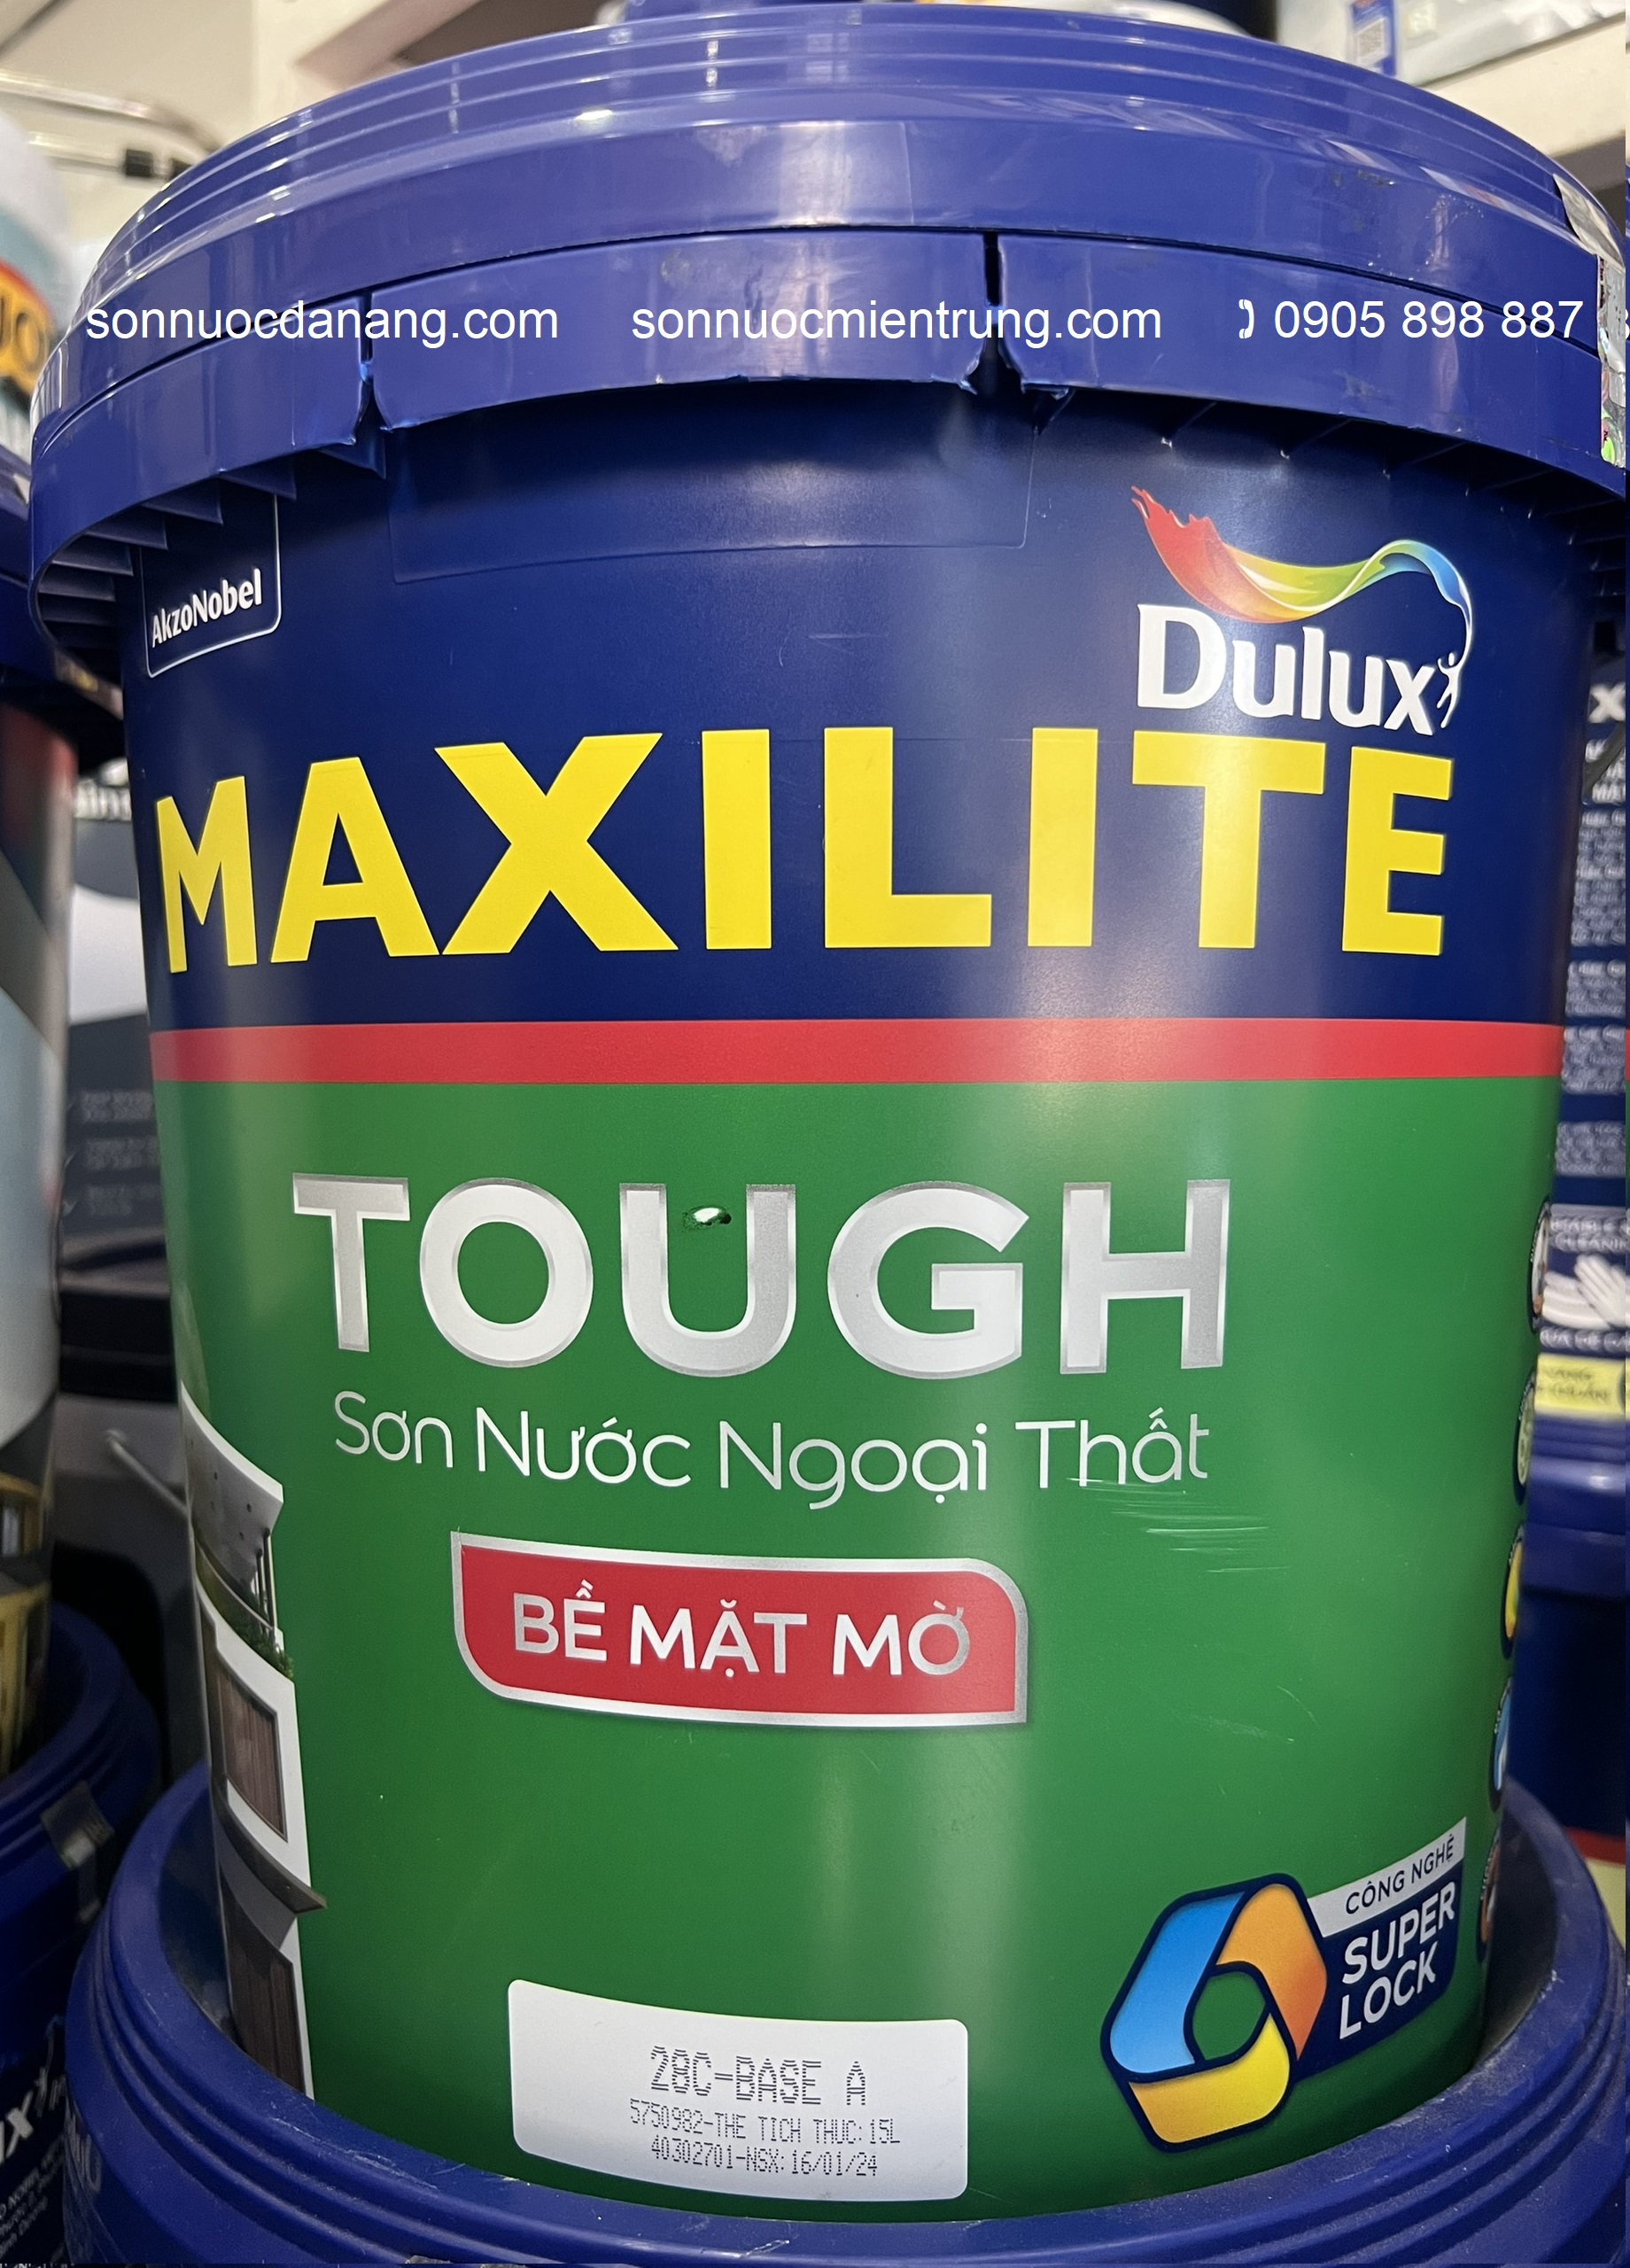 sonnuocdanang.com sonnuocmientrung.com 0905 898 887
AkzoNobel
Dulux
MAXILITE
TOUGH
Sơn Nước Ngoại Thất
BỀ MẶT MỜ
CÔNG NGHỆ
SUPER
LOCK
28C-BASE A
5750982-THE TICH THUC:15L
40302701-NSX:16/01/24